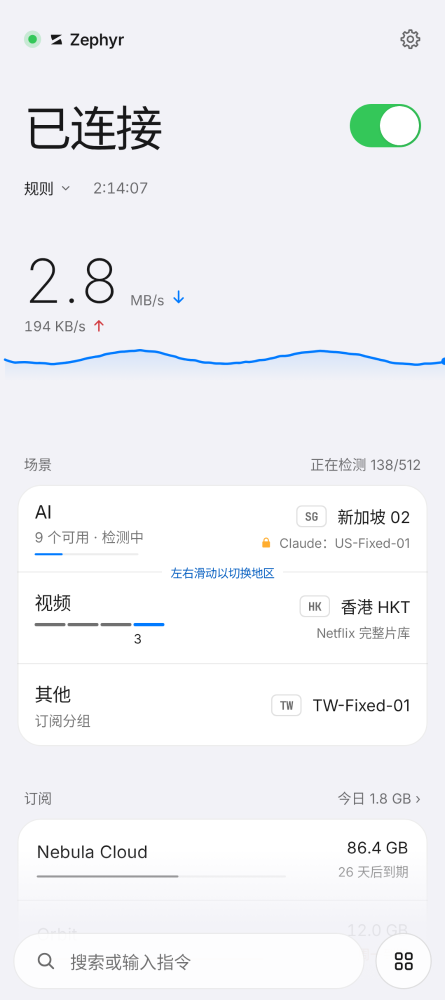 Zephyr
已连接
规则 2:14:07
2.8 MB/s ↓
194 KB/s ↑
场景 正在检测 138/512
AI SG 新加坡 02
9 个可用 · 检测中 Claude：US-Fixed-01
左右滑动以切换地区
视频 HK 香港 HKT
3 Netflix 完整片库
其他 TW TW-Fixed-01
订阅分组
订阅 今日 1.8 GB ›
Nebula Cloud 86.4 GB
26 天后到期
Orbit 12.0 GB
搜索或输入指令